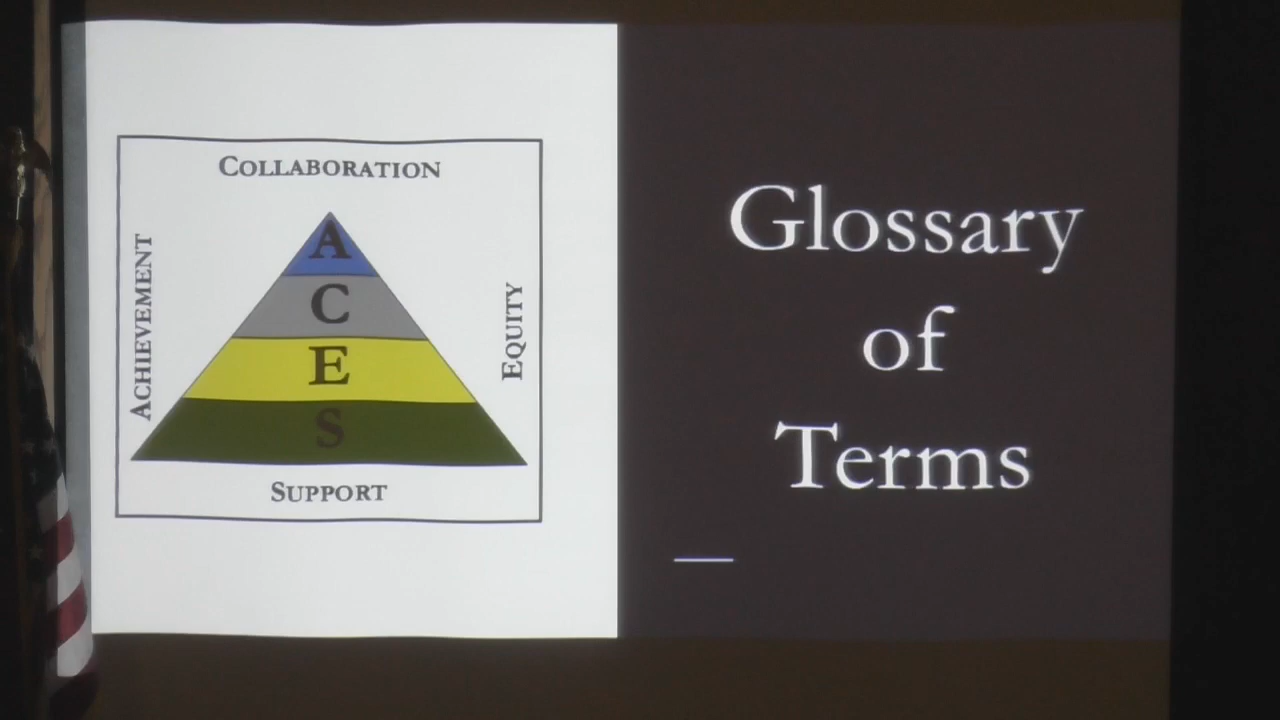 COLLABORATION
ACHIEVEMENT
A
C
E
S
EQUITY
SUPPORT
Glossary
of
Terms